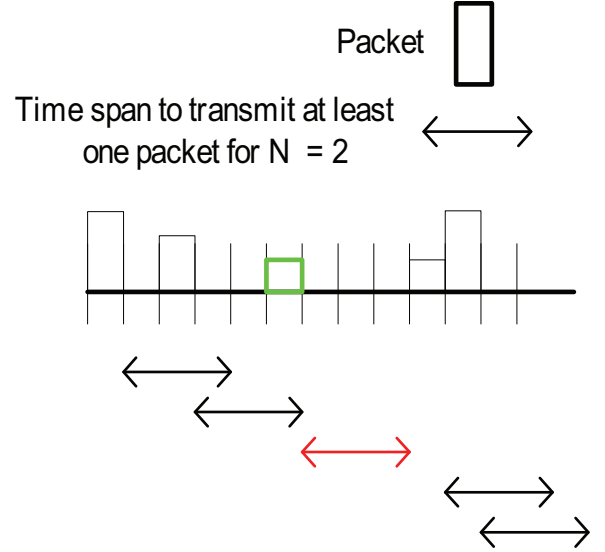 Packet
Time span to transmit at least
one packet for N = 2